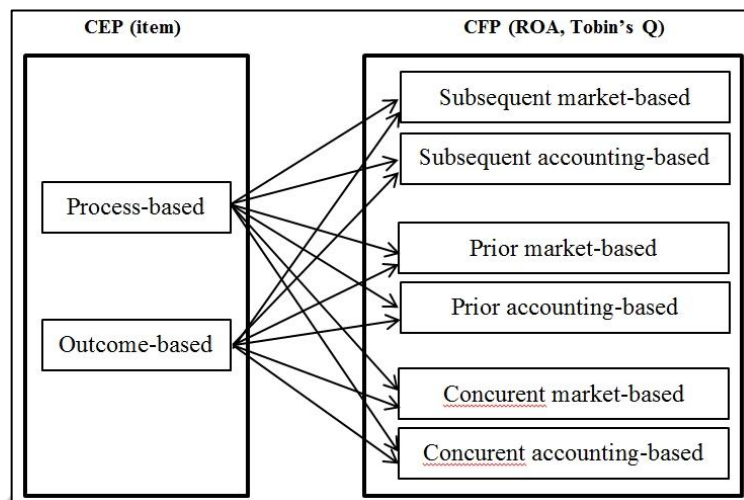 CEP (item)
CFP (ROA, Tobin's Q)
Process-based
Outcome-based
Subsequent market-based
Subsequent accounting-based
Prior market-based
Prior accounting-based
Concurent market-based
Concurent accounting-based